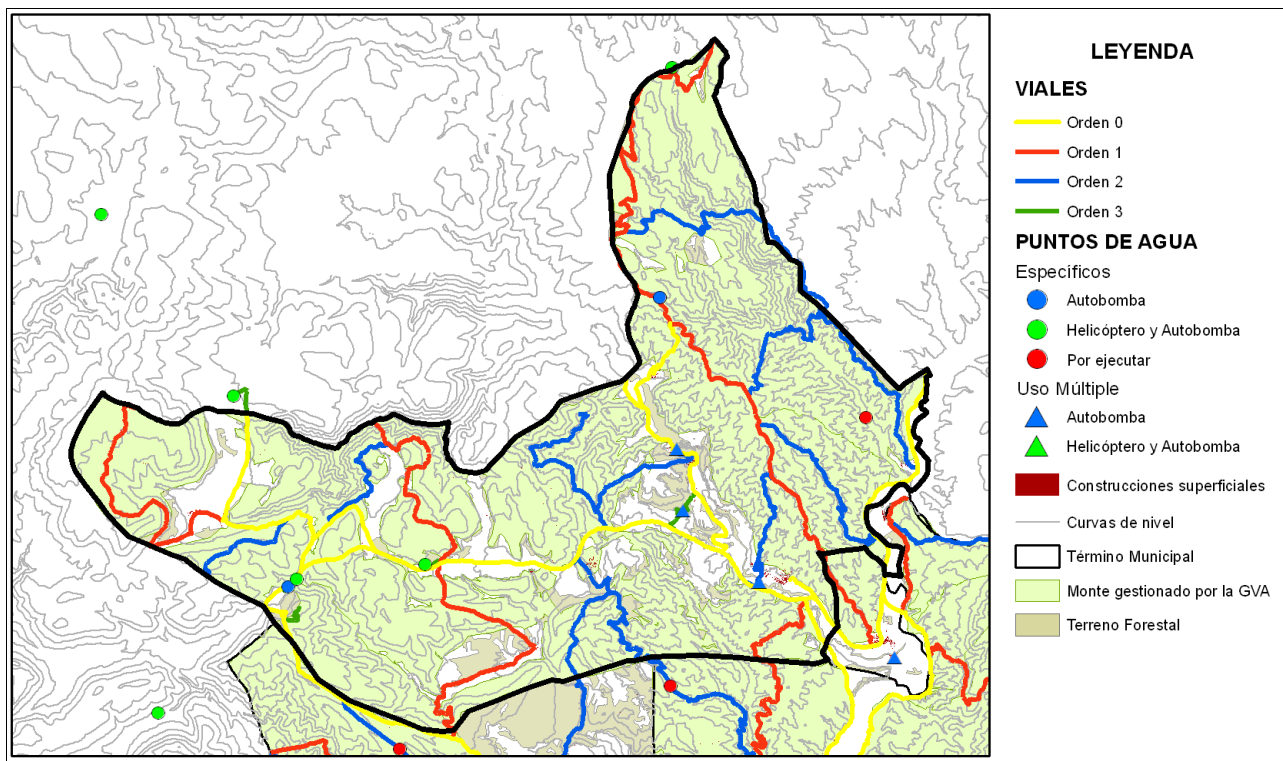 LEYENDA
VIALES
Orden 0
Orden 1
Orden 2
Orden 3
PUNTOS DE AGUA
Específicos
Autobomba
Helicóptero y Autobomba
Por ejecutar
Uso Múltiple
Autobomba
Helicóptero y Autobomba
Construcciones superficiales
Curvas de nivel
Término Municipal
Monte gestionado por la GVA
Terreno Forestal